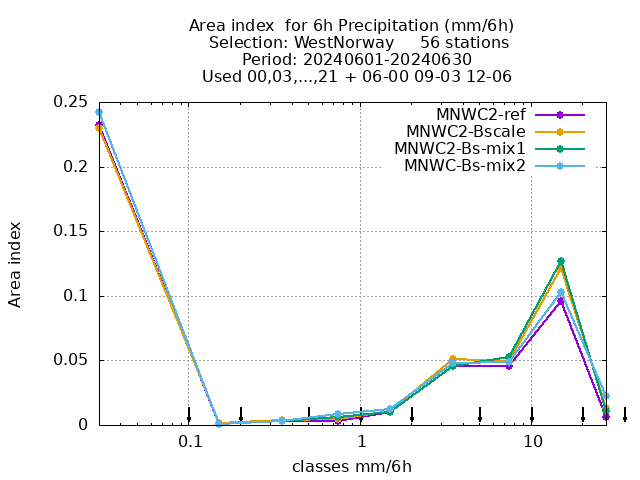 Area index  for 6h Precipitation (mm/6h)
Selection: WestNorway     56 stations
Period: 20240601-20240630
Used 00,03,...,21 + 06-00 09-03 12-06
MNWC2-ref
MNWC2-Bscale
MNWC2-Bs-mix1
MNWC-Bs-mix2
0.25
0.2
0.15
0.1
0.05
0
Area index
0.1 1 10
classes mm/6h